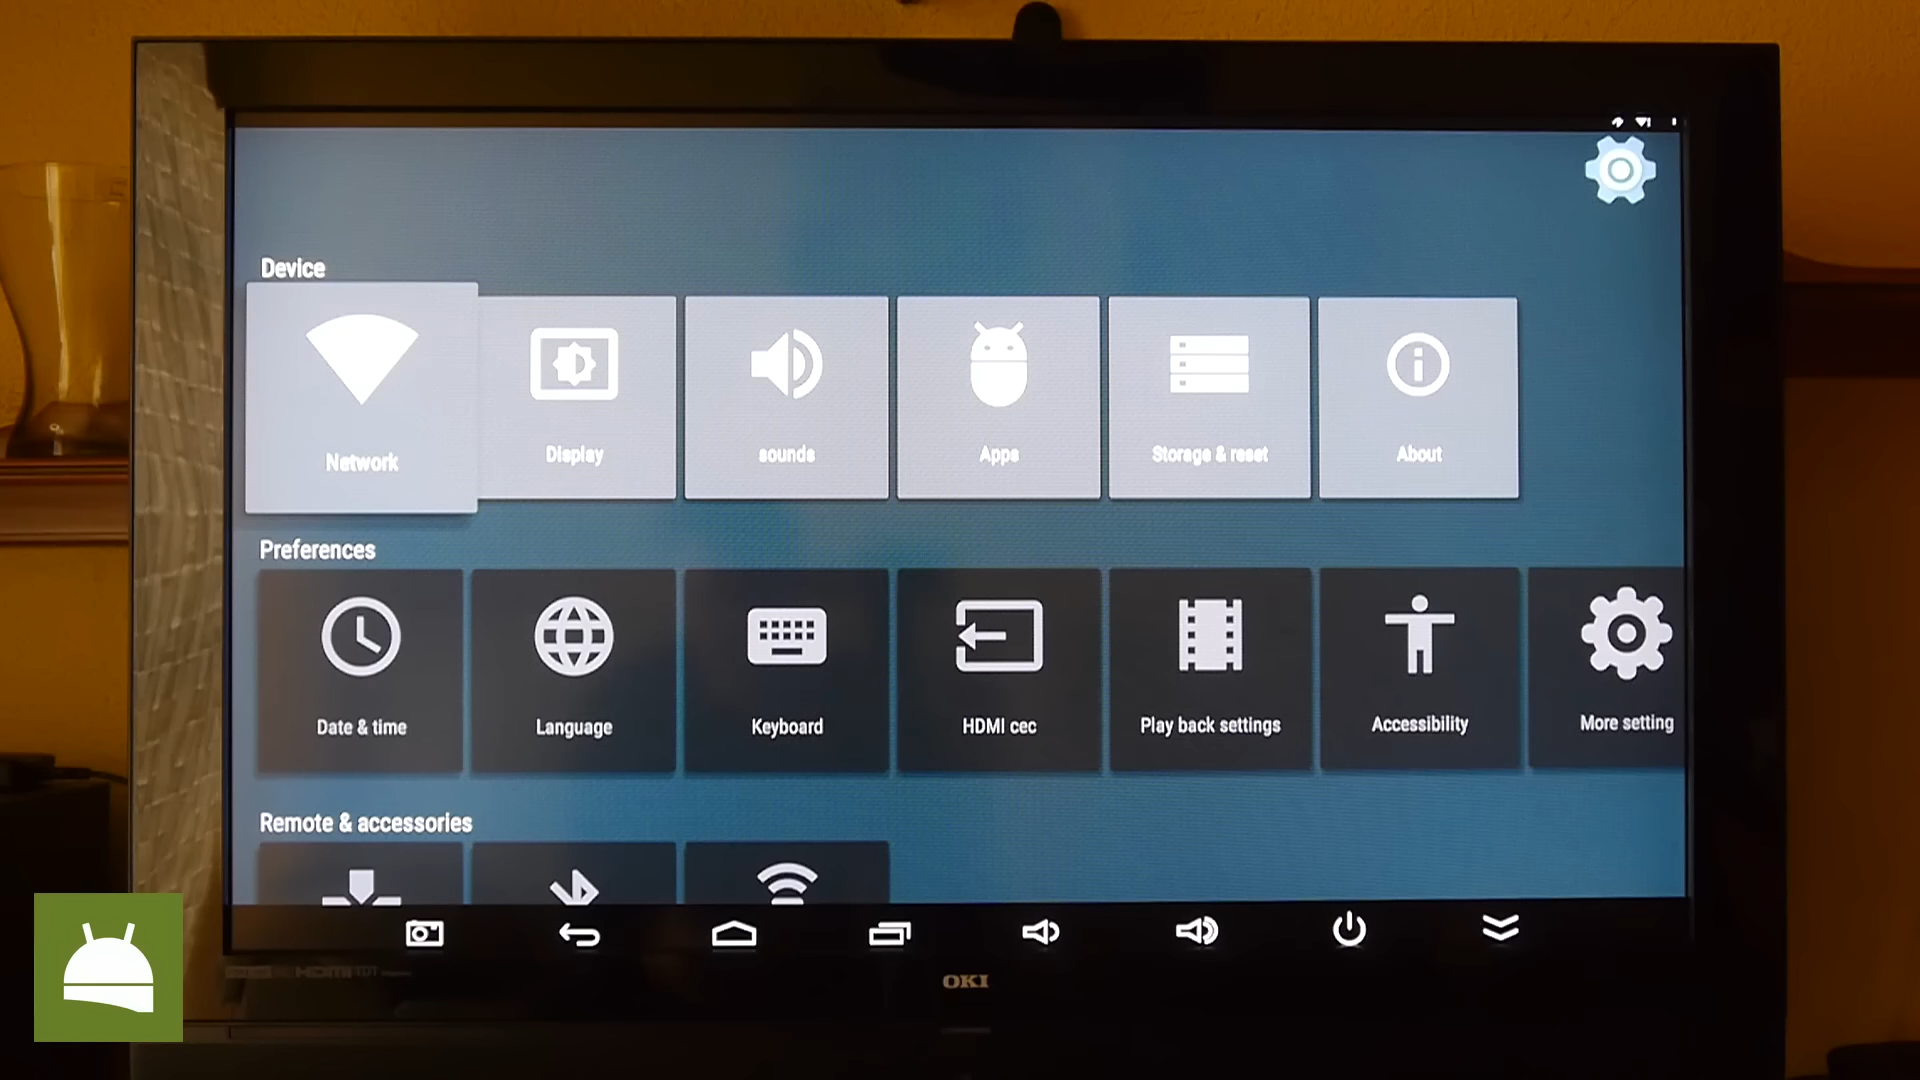 Device
Network
Display
sounds
Apps
Storage & reset
About
Preferences
Date & time
Language
Keyboard
HDMI cec
Play back settings
Accessibility
More setting
Remote & accessories
HDMI
OKI